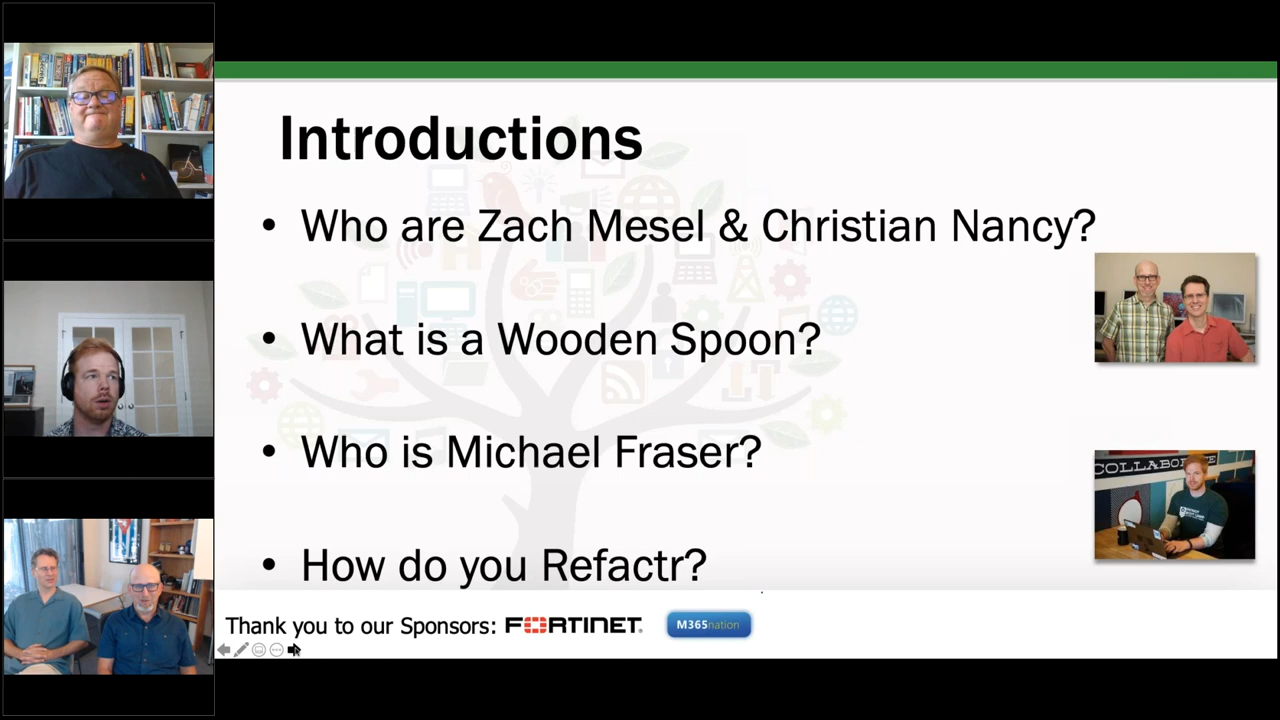 Introductions
• Who are Zach Mesel & Christian Nancy?
• What is a Wooden Spoon?
• Who is Michael Fraser?
• How do you Refactr?
COLLABOR
Thank you to our Sponsors: FORTINET M365nation